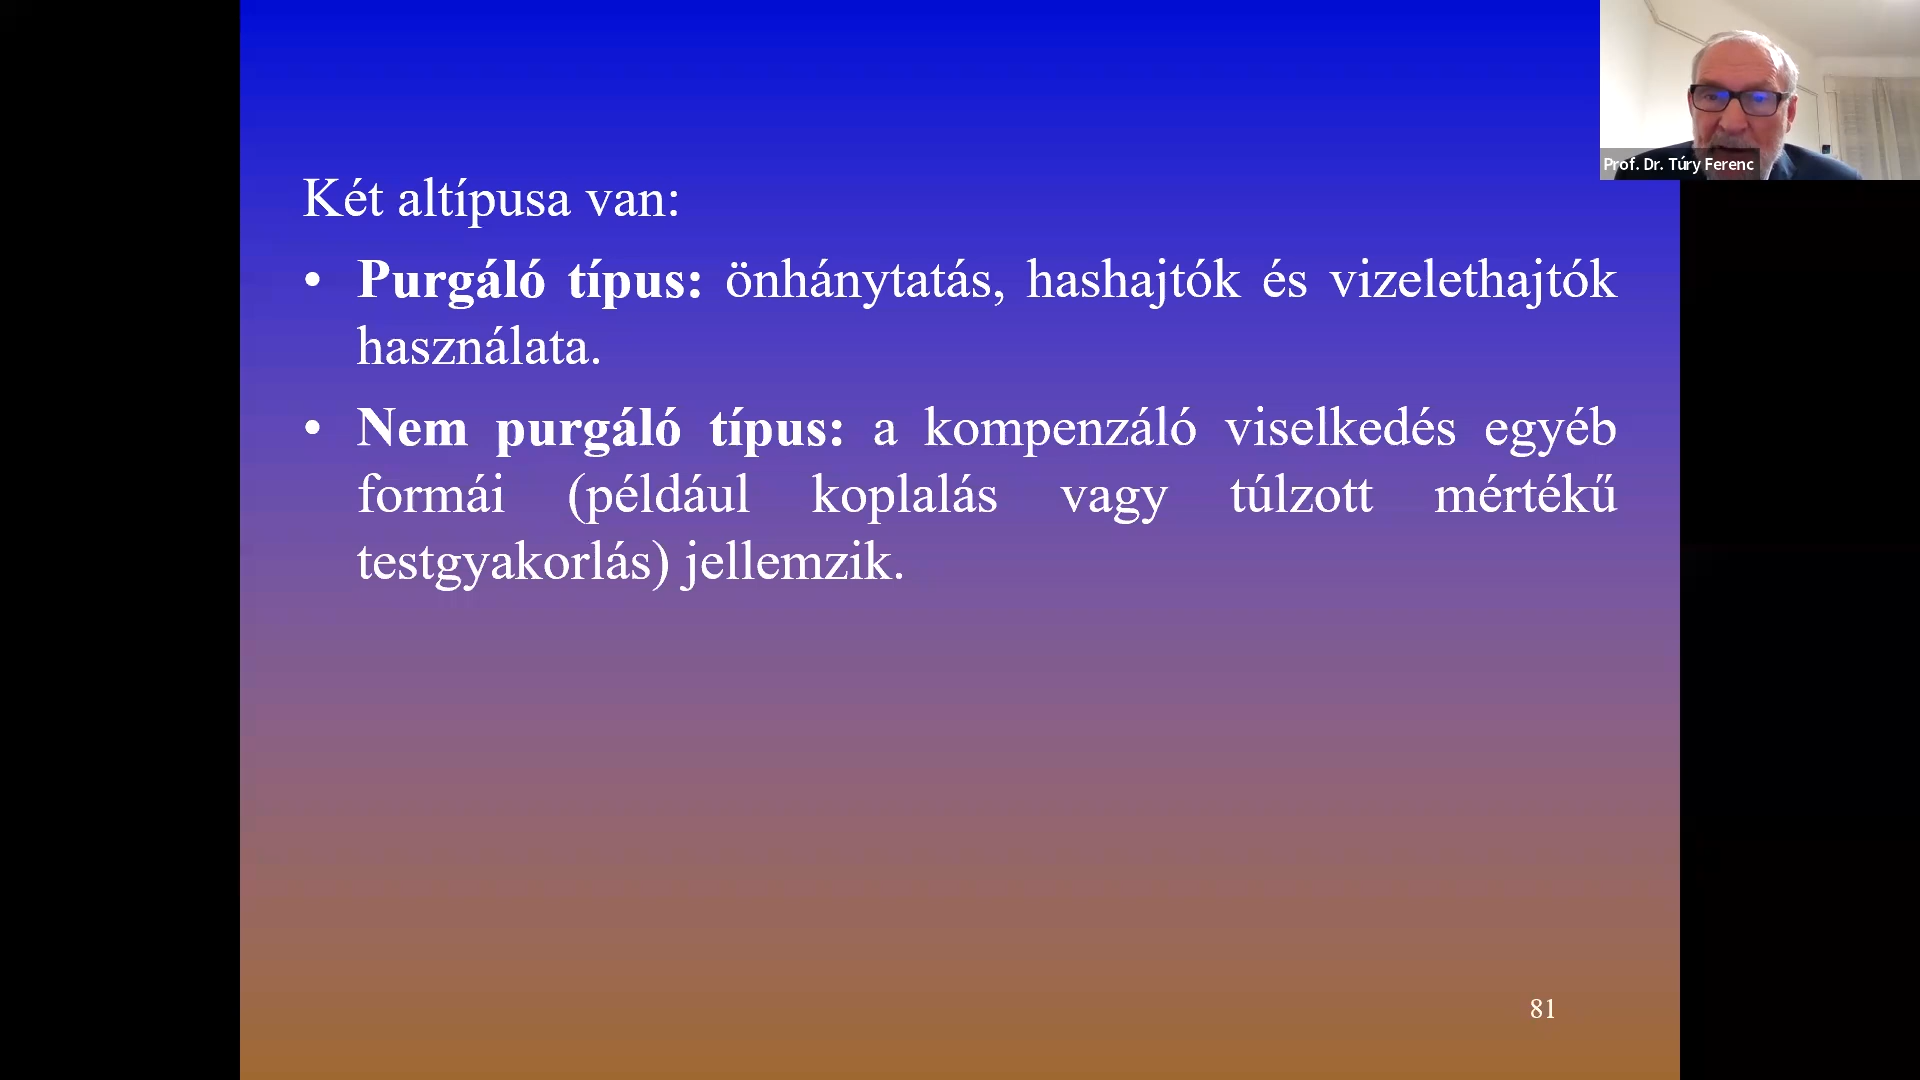 Prof. Dr. Túry Ferenc
Két altípusa van:
• Purgáló típus: önhánytatás, hashajtók és vizelethajtók
használata.
• Nem purgáló típus: a kompenzáló viselkedés egyéb
formái (például koplalás vagy túlzott mértékű
testgyakorlás) jellemzik.
81